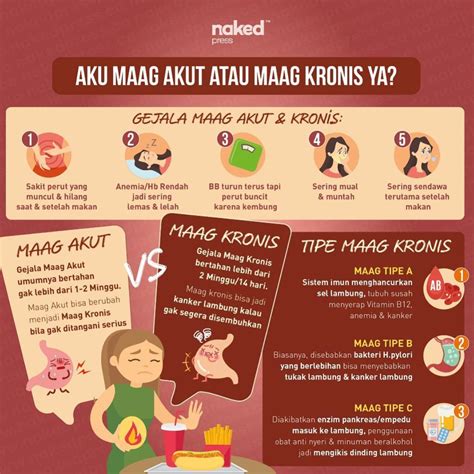 naked™
press
AKU MAAG AKUT ATAU MAAG KRONIS YA?
GEJALA MAAG AKUT & KRONIS:
1
Sakit perut yang
muncul & hilang
saat & setelah makan
2
Anemia/Hb Rendah
jadi sering
lemas & lelah
3
BB turun terus tapi
perut buncit
karena kembung
4
Sering mual
& muntah
5
Sering sendawa
terutama setelah
makan
MAAG AKUT
Gejala Maag Akut
umumnya bertahan
gak lebih dari 1-2 Minggu.
Maag Akut bisa berubah
menjadi Maag Kronis
bila gak ditangani serius
VS
MAAG KRONIS
Gejala Maag Kronis
bertahan lebih dari
2 Minggu/14 hari.
Maag kronis bisa jadi
kanker lambung kalau
gak segera disembuhkan
TIPE MAAG KRONIS
MAAG TIPE A
Sistem imun menghancurkan
sel lambung, tubuh susah
menyerap Vitamin B12,
anemia & kanker
AB
1
MAAG TIPE B
Biasanya, disebabkan bakteri H.pylori
yang berlebihan bisa menyebabkan
tukak lambung & kanker lambung
2
MAAG TIPE C
Diakibatkan enzim pankreas/empedu
masuk ke lambung, penggunaan
obat anti nyeri & minuman beralkohol
jadi mengikis dinding lambung
3